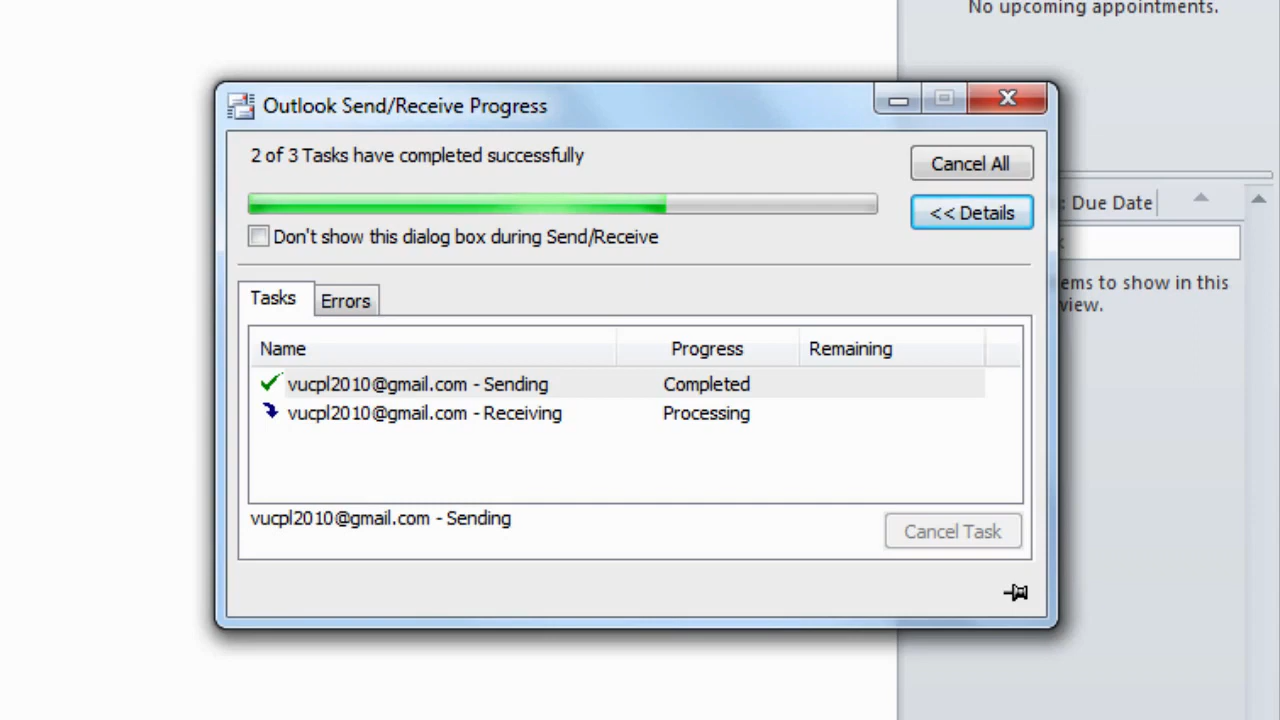 No upcoming appointments.
Outlook Send/Receive Progress
2 of 3 Tasks have completed successfully
Cancel All
<< Details
Don't show this dialog box during Send/Receive
: Due Date
ems to show in this
view.
Tasks
Errors
Name Progress Remaining
vucpl2010@gmail.com - Sending Completed
vucpl2010@gmail.com - Receiving Processing
vucpl2010@gmail.com - Sending
Cancel Task